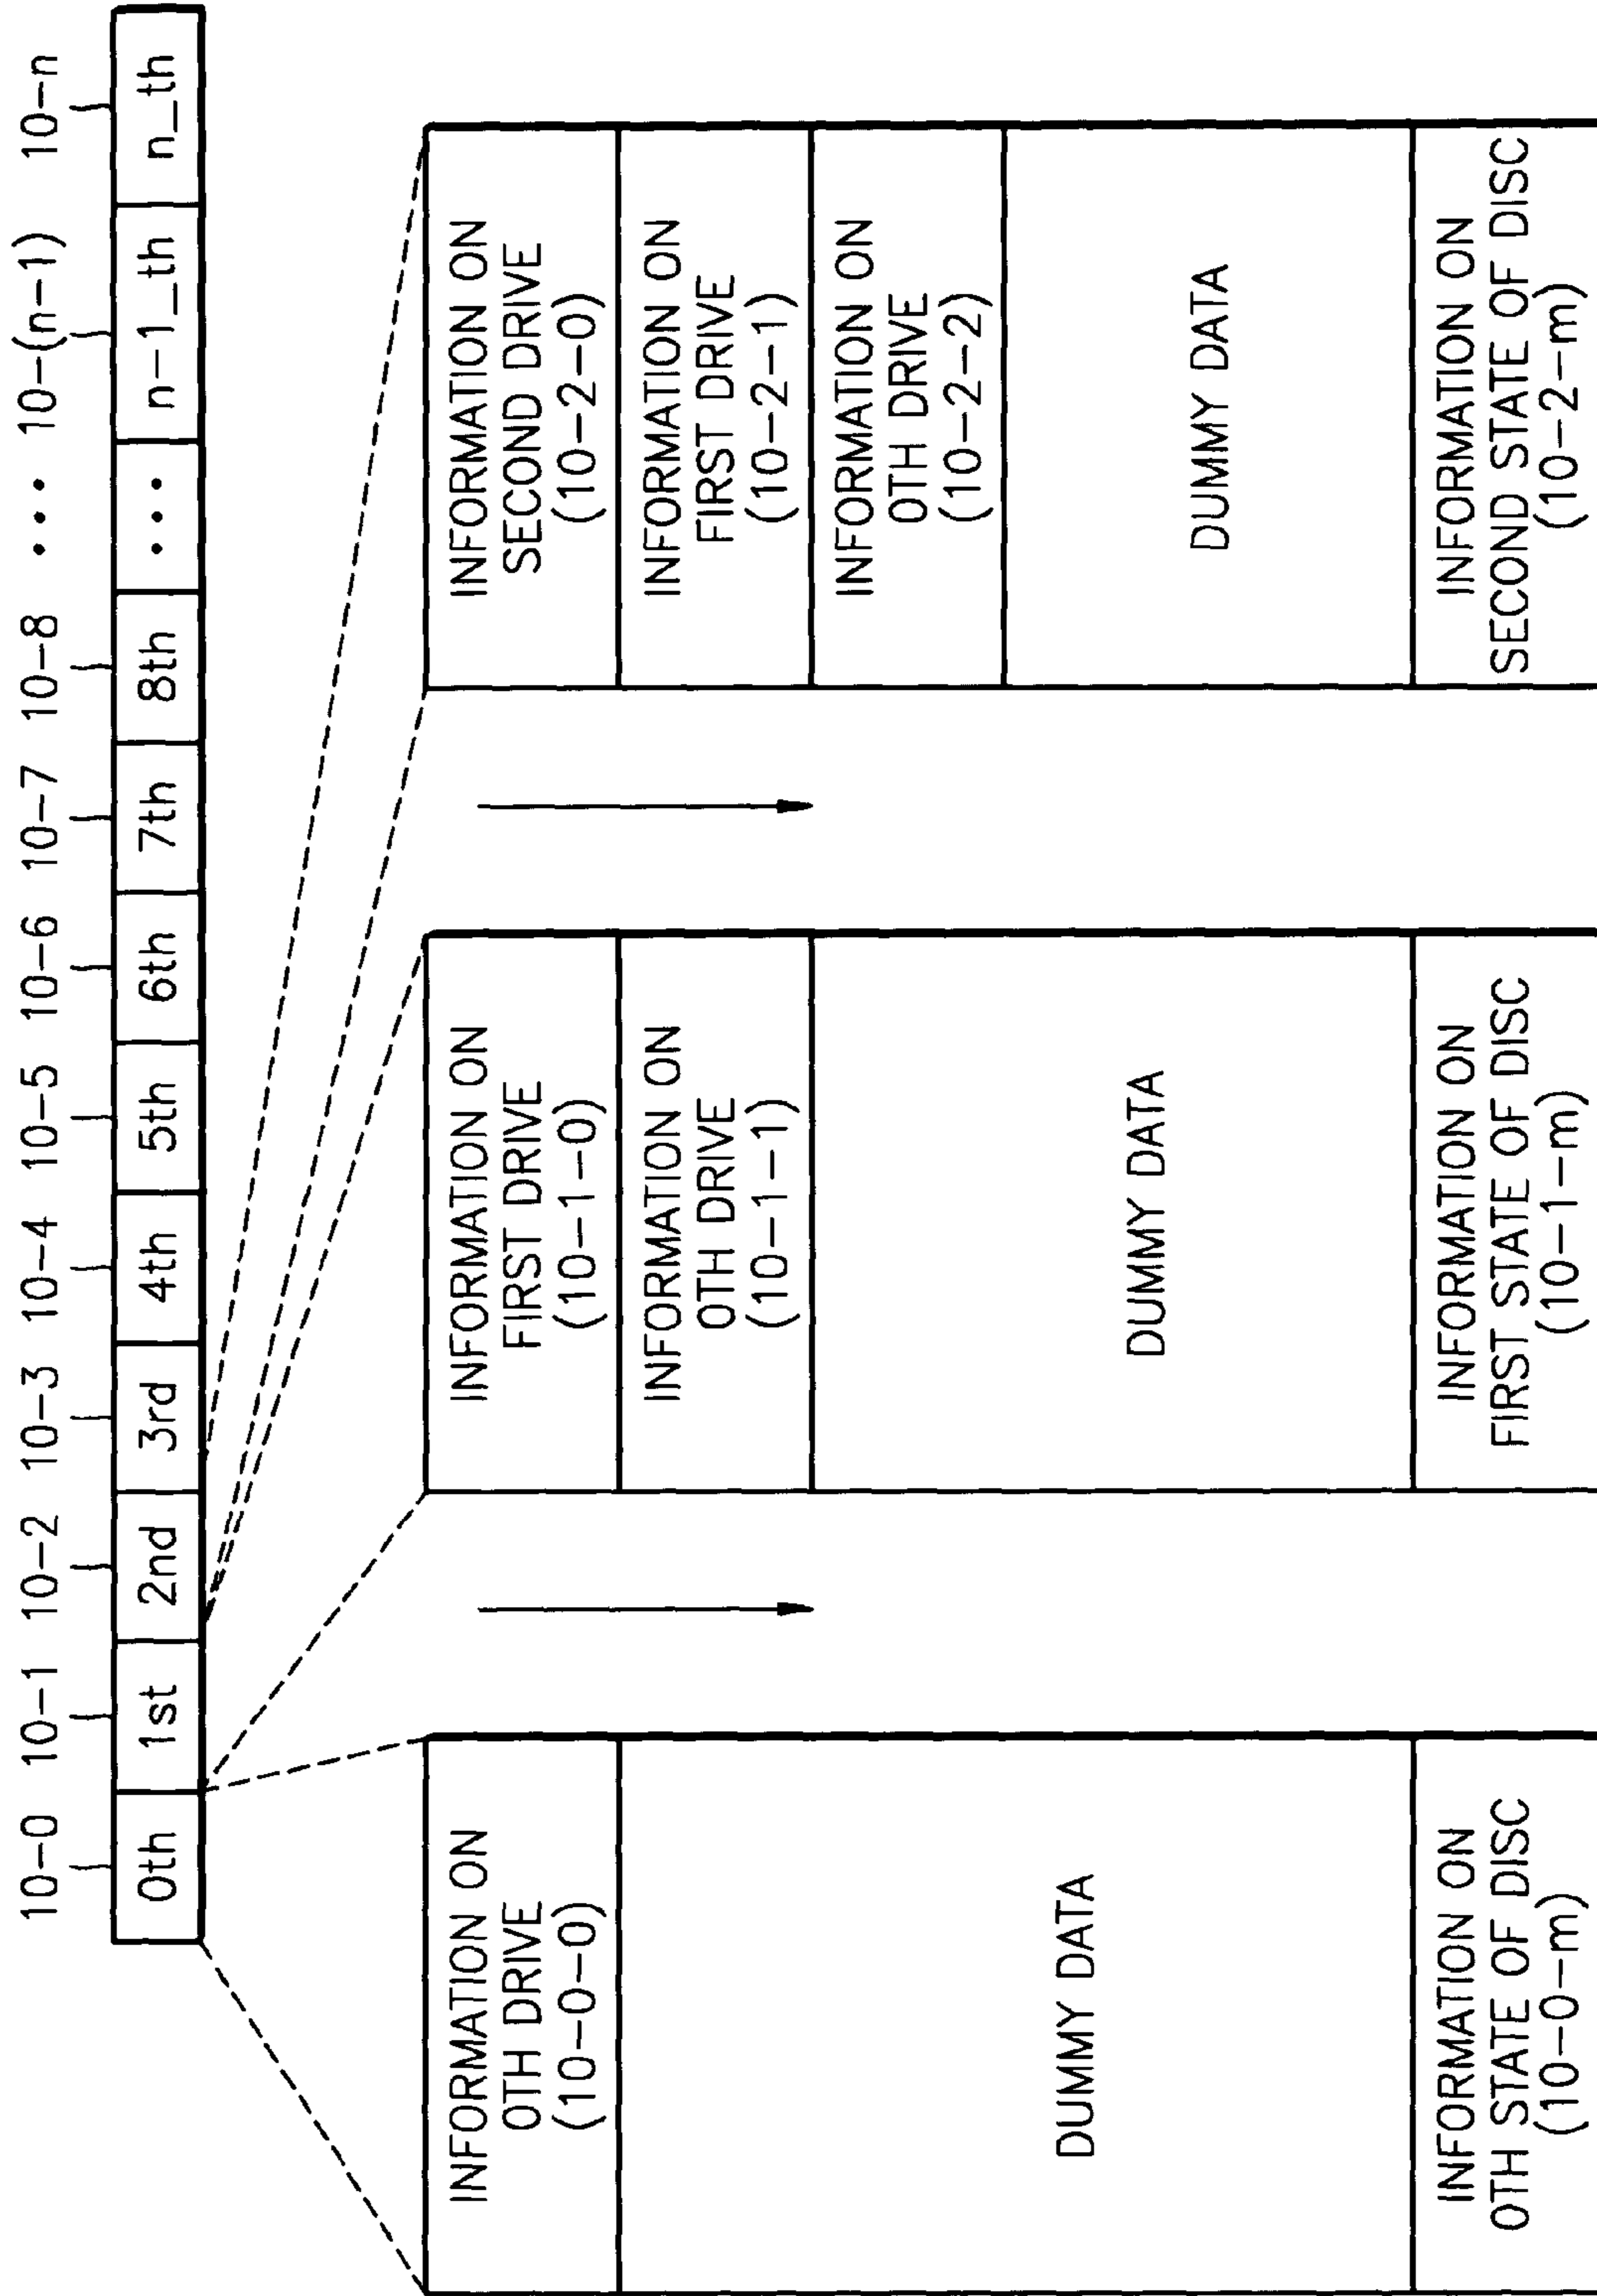 10-0 10-1 10-2 10-3 10-4 10-5 10-6 10-7 10-8 ••• 10-(n-1) 10-n
0th 1st 2nd 3rd 4th 5th 6th 7th 8th ••• n-1_th n_th
INFORMATION ON
0TH DRIVE
(10-0-0)
DUMMY DATA
INFORMATION ON
0TH STATE OF DISC
(10-0-m)
INFORMATION ON
FIRST DRIVE
(10-1-0)
INFORMATION ON
0TH DRIVE
(10-1-1)
DUMMY DATA
INFORMATION ON
FIRST STATE OF DISC
(10-1-m)
INFORMATION ON
SECOND DRIVE
(10-2-0)
INFORMATION ON
FIRST DRIVE
(10-2-1)
INFORMATION ON
0TH DRIVE
(10-2-2)
DUMMY DATA
INFORMATION ON
SECOND STATE OF DISC
(10-2-m)